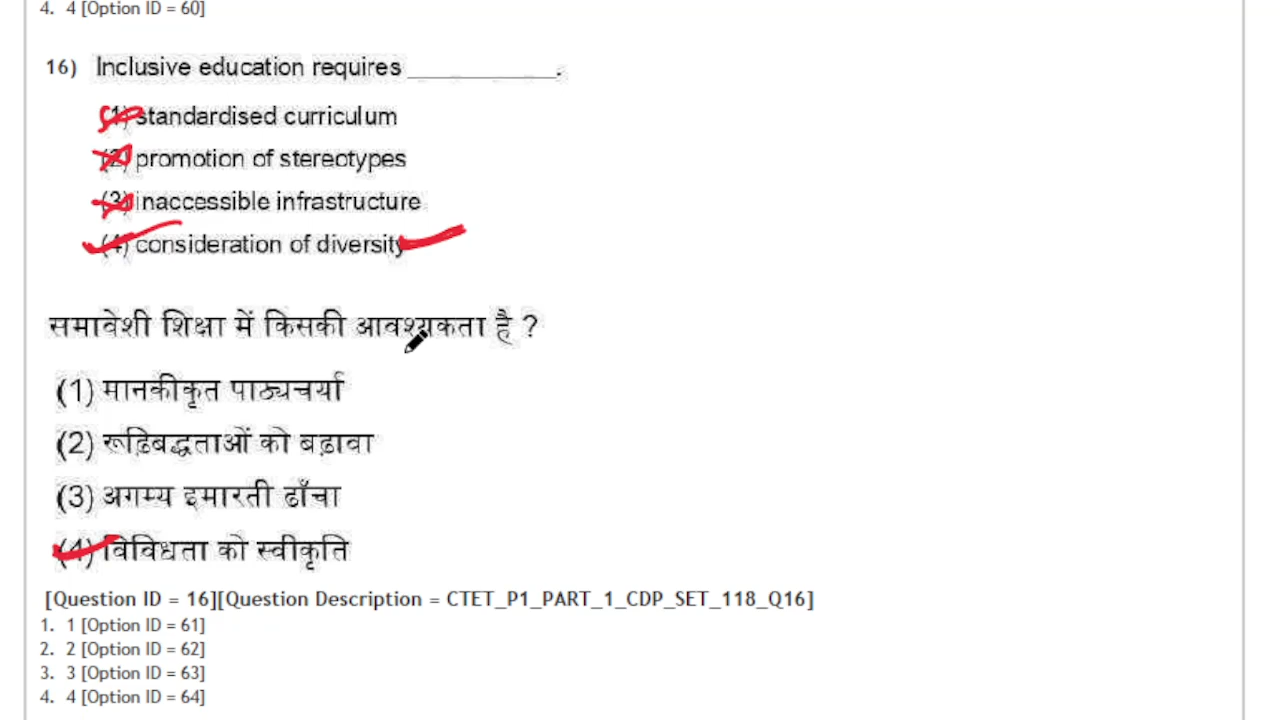 4. 4 [Option ID = 60]
16) Inclusive education requires ___________.
(1) standardised curriculum
(2) promotion of stereotypes
(3) inaccessible infrastructure
(4) consideration of diversity
समावेशी शिक्षा में किसकी आवश्यकता है ?
(1) मानकीकृत पाठ्यचर्या
(2) रूढ़िबद्धताओं को बढ़ावा
(3) अगम्य इमारती ढाँचा
(4) विविधता को स्वीकृति
[Question ID = 16][Question Description = CTET_P1_PART_1_CDP_SET_118_Q16]
1. 1 [Option ID = 61]
2. 2 [Option ID = 62]
3. 3 [Option ID = 63]
4. 4 [Option ID = 64]